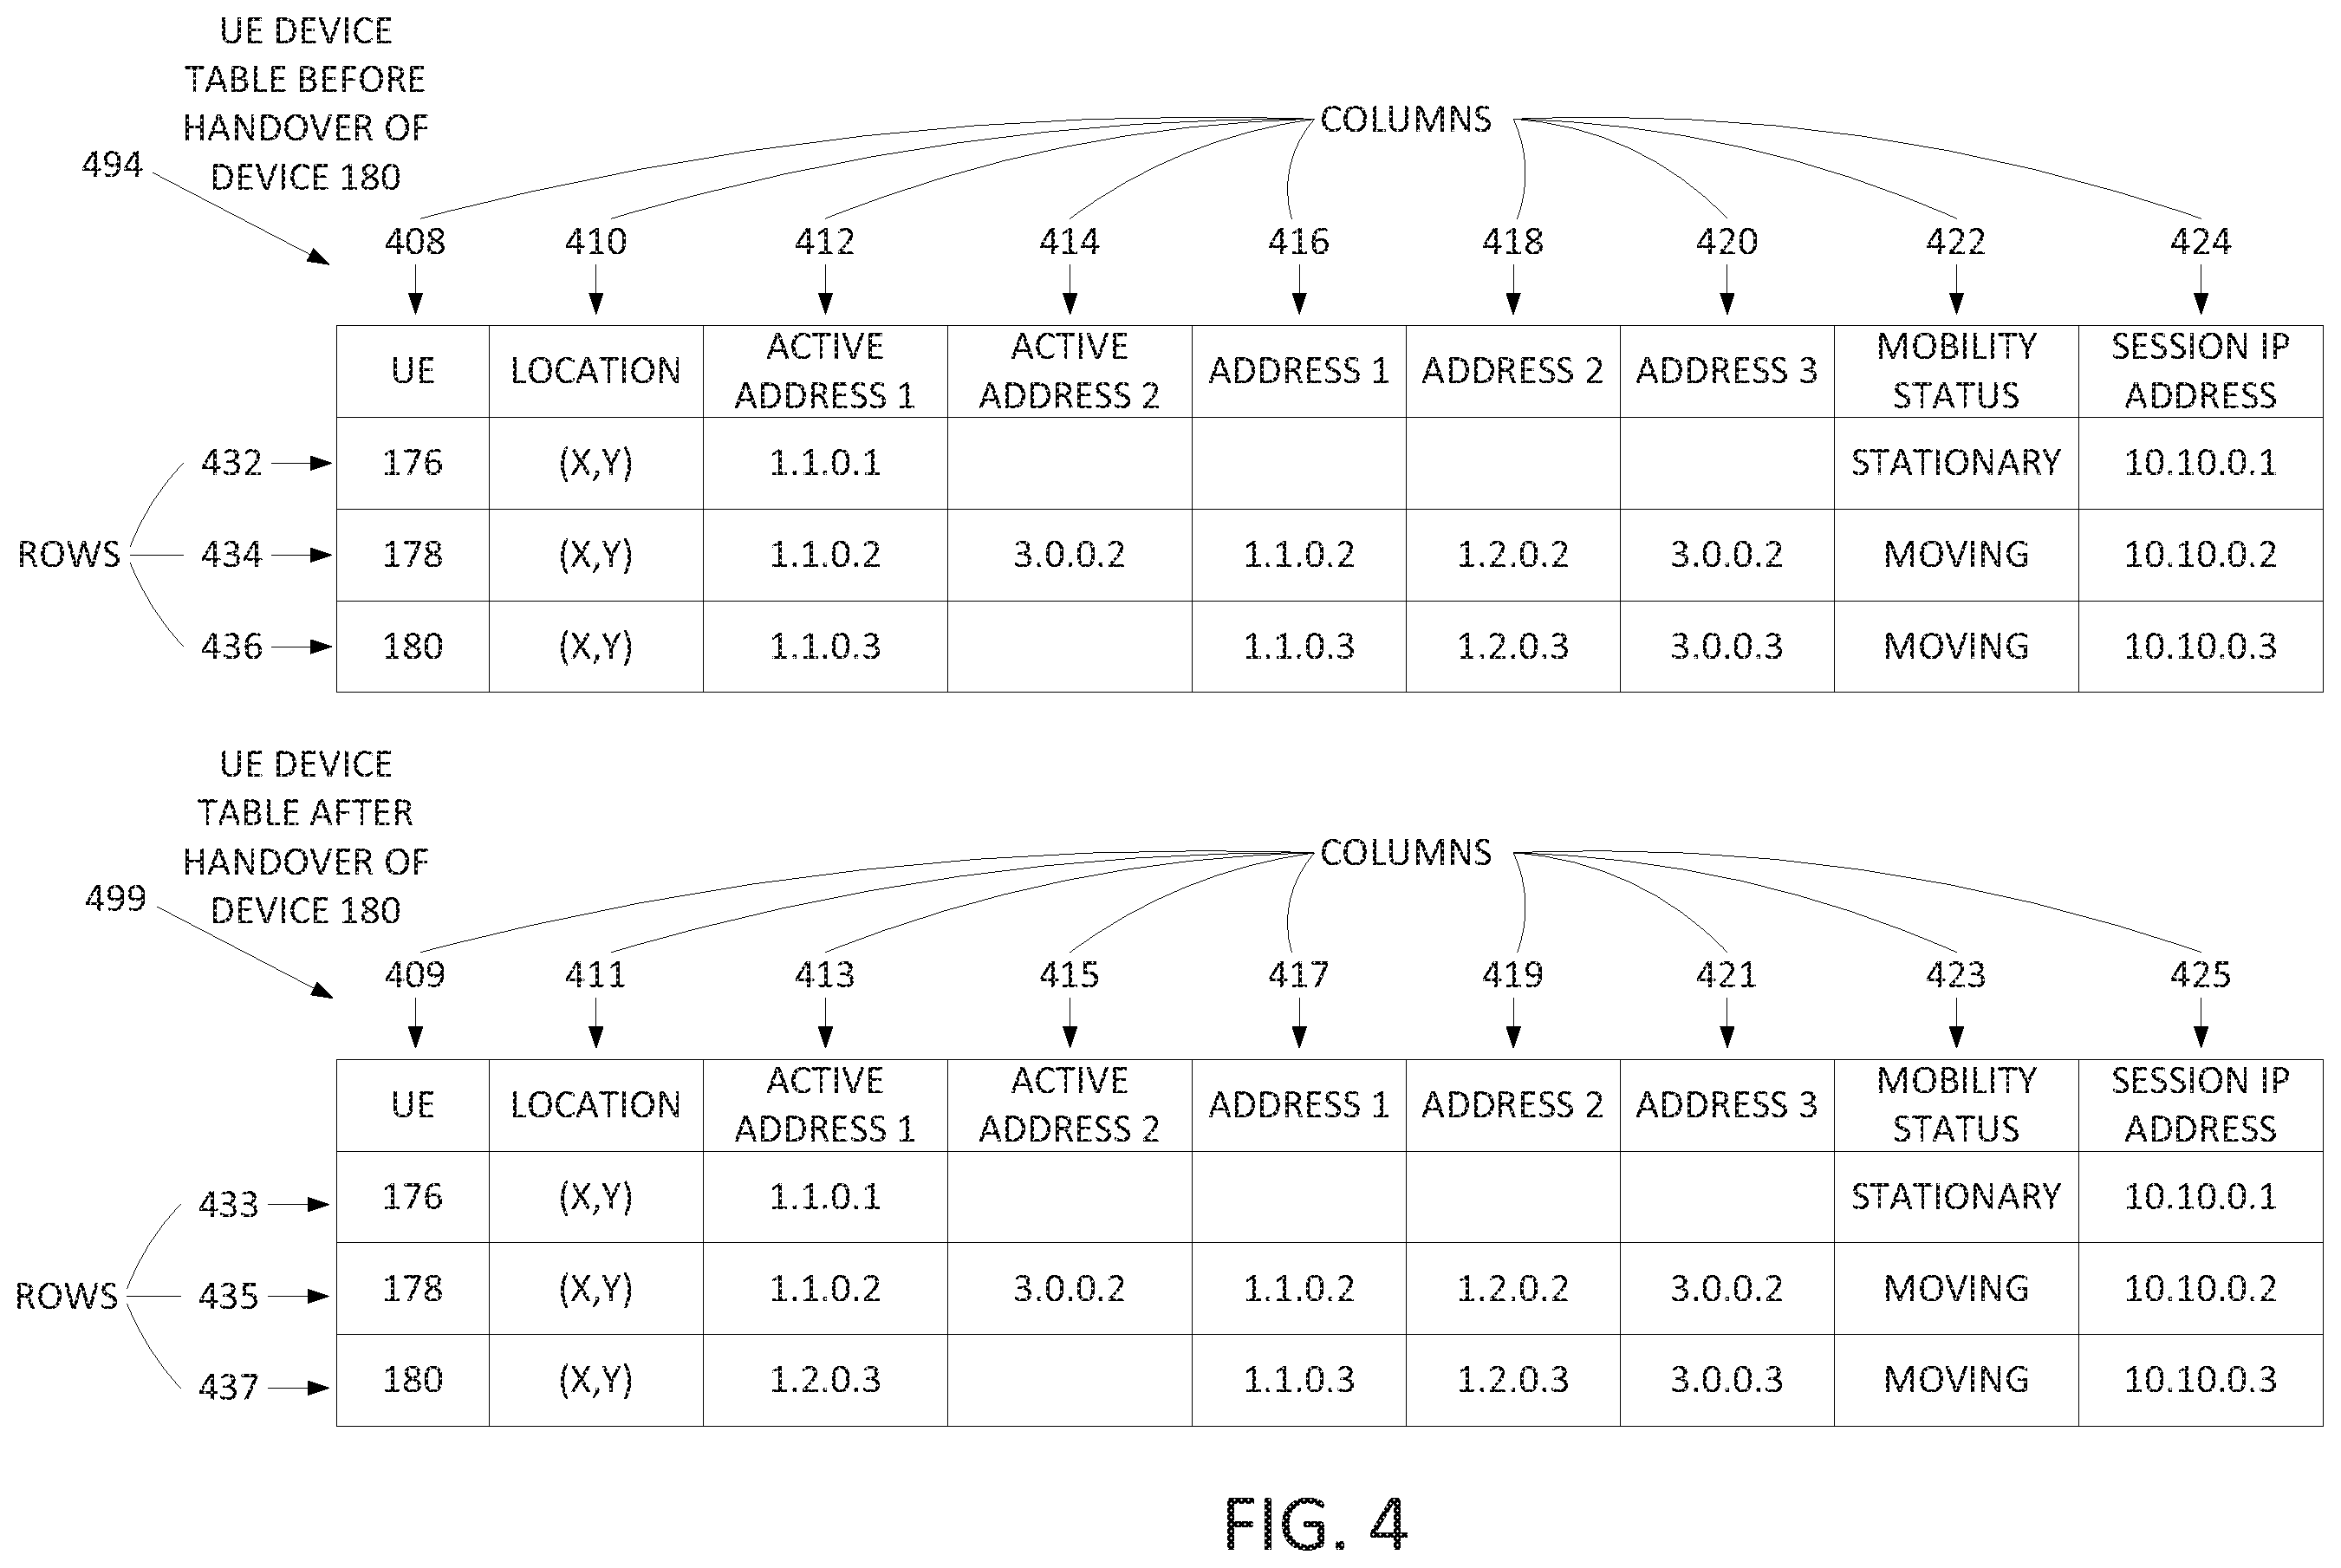 UE DEVICE
TABLE BEFORE
HANDOVER OF
DEVICE 180
494
COLUMNS
408 410 412 414 416 418 420 422 424
UE LOCATION ACTIVE ADDRESS 1 ACTIVE ADDRESS 2 ADDRESS 1 ADDRESS 2 ADDRESS 3 MOBILITY STATUS SESSION IP ADDRESS
ROWS
432 176 (X,Y) 1.1.0.1 STATIONARY 10.10.0.1
434 178 (X,Y) 1.1.0.2 3.0.0.2 1.1.0.2 1.2.0.2 3.0.0.2 MOVING 10.10.0.2
436 180 (X,Y) 1.1.0.3 1.1.0.3 1.2.0.3 3.0.0.3 MOVING 10.10.0.3
UE DEVICE
TABLE AFTER
HANDOVER OF
DEVICE 180
499
COLUMNS
409 411 413 415 417 419 421 423 425
UE LOCATION ACTIVE ADDRESS 1 ACTIVE ADDRESS 2 ADDRESS 1 ADDRESS 2 ADDRESS 3 MOBILITY STATUS SESSION IP ADDRESS
ROWS
433 176 (X,Y) 1.1.0.1 STATIONARY 10.10.0.1
435 178 (X,Y) 1.1.0.2 3.0.0.2 1.1.0.2 1.2.0.2 3.0.0.2 MOVING 10.10.0.2
437 180 (X,Y) 1.2.0.3 1.1.0.3 1.2.0.3 3.0.0.3 MOVING 10.10.0.3
FIG. 4